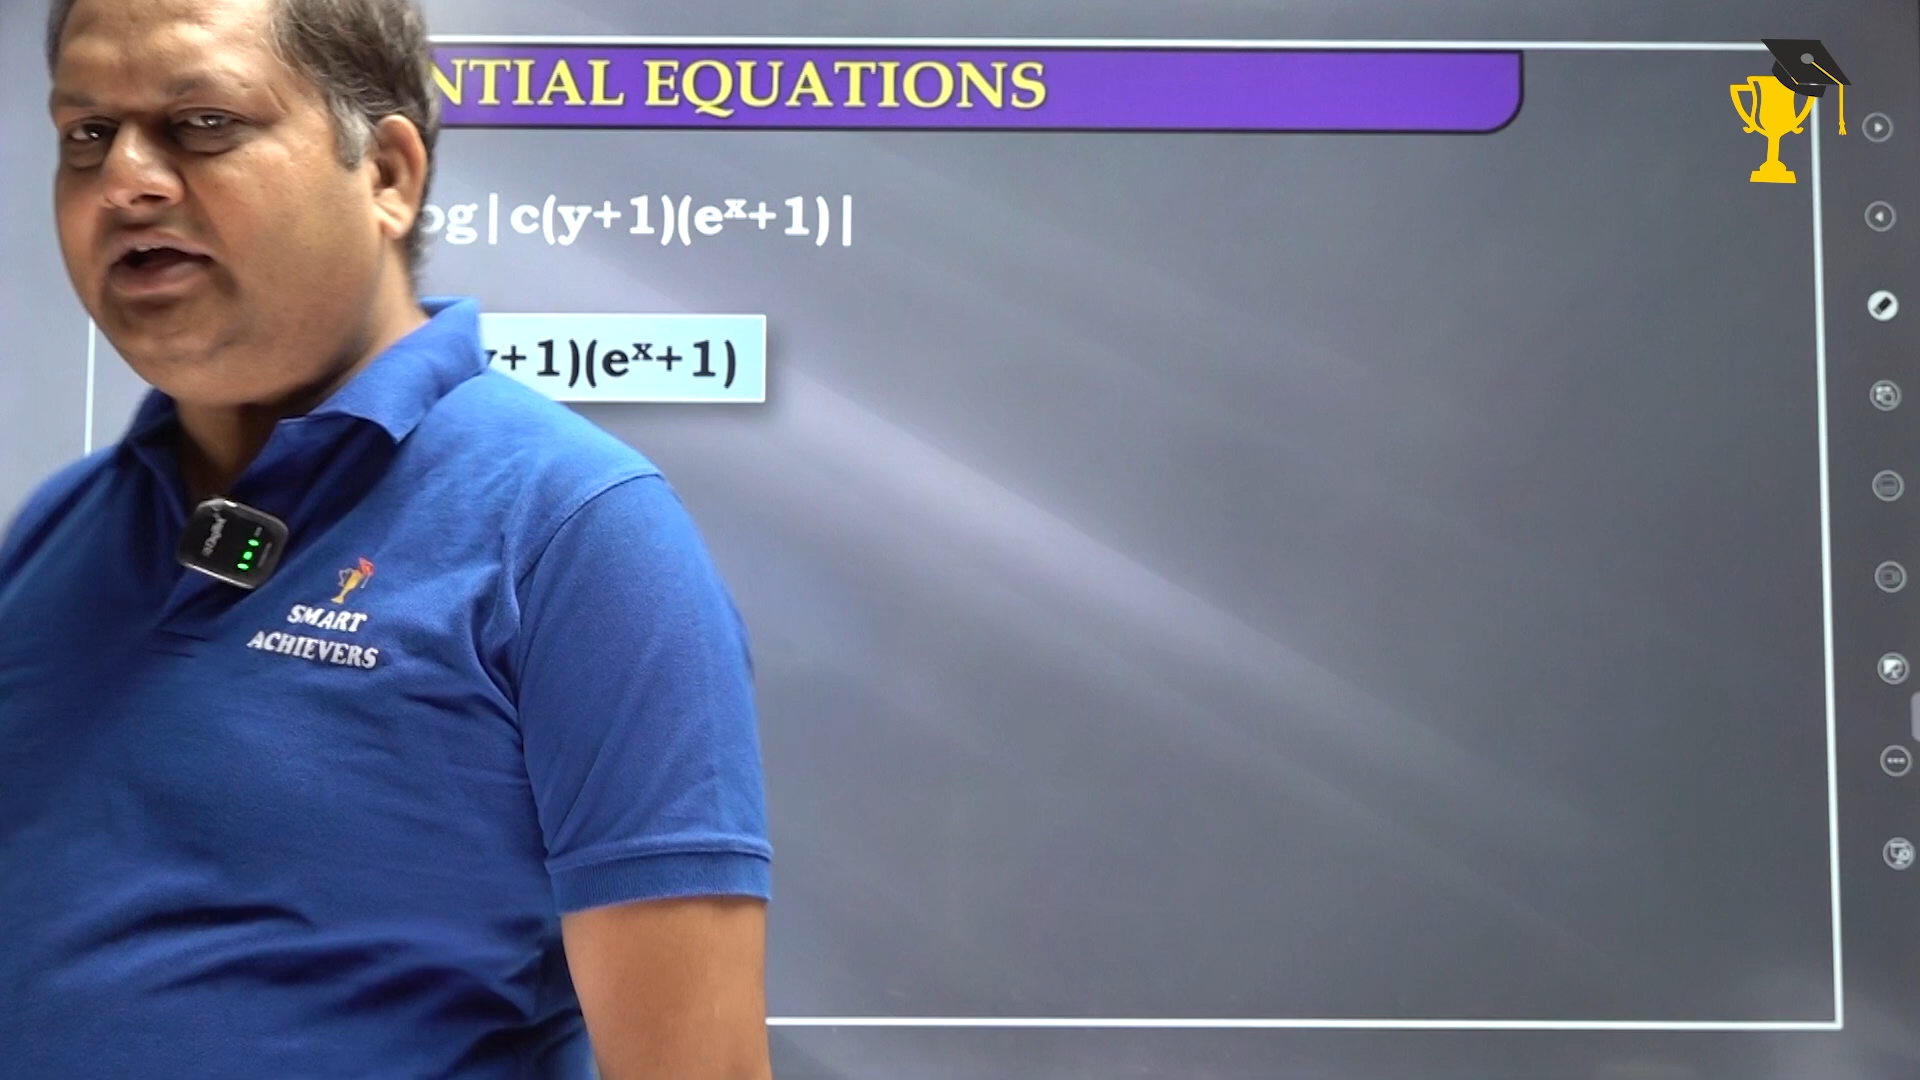 NTIAL EQUATIONS
og|c(y+1)(eˣ+1)|
y+1)(eˣ+1)
SMART
ACHIEVERS